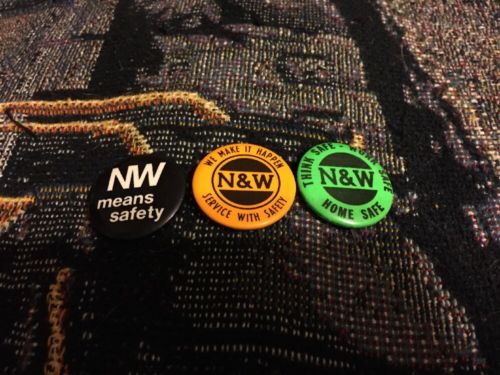 NW
means
safety
WE MAKE IT HAPPEN
N&W
SERVICE WITH SAFETY
THINK SAFE
N&W
HOME SAFE